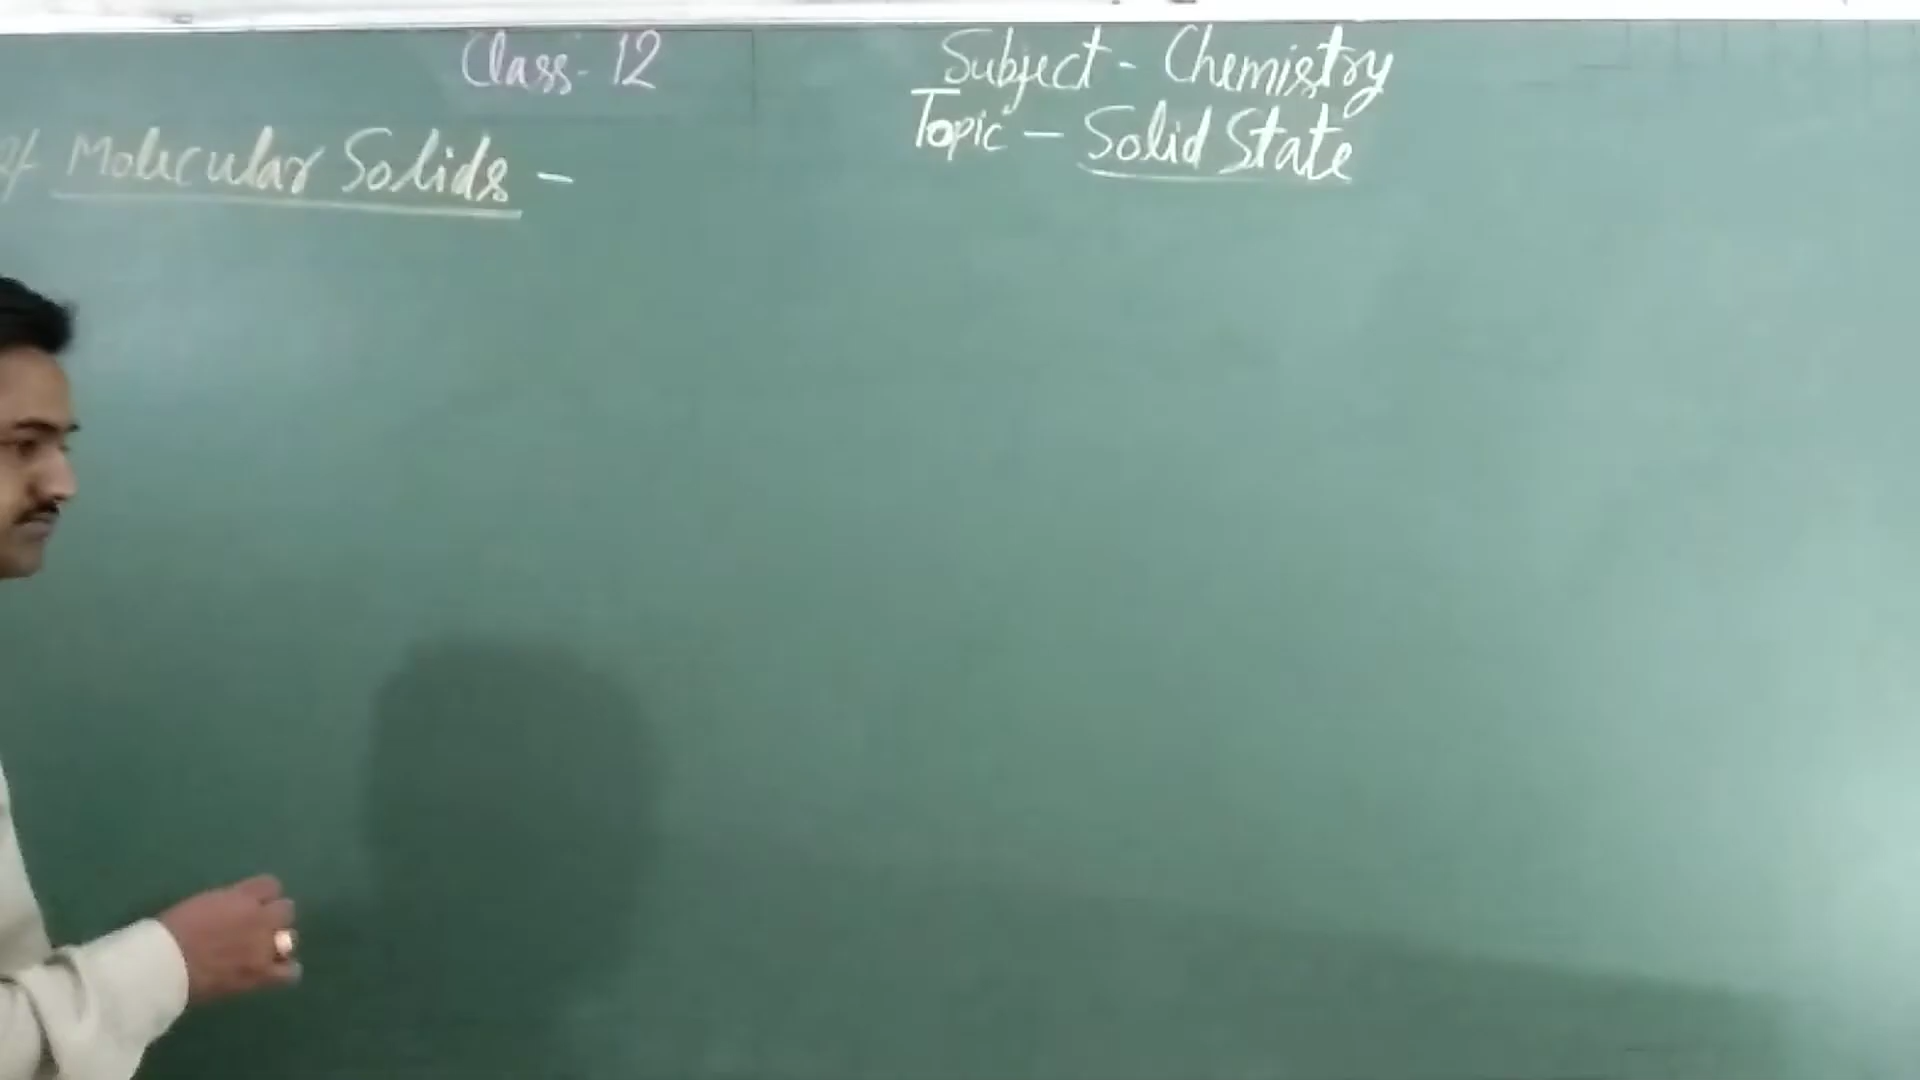 Class- 12
Subject - Chemistry
Topic - Solid State
Molecular Solids -